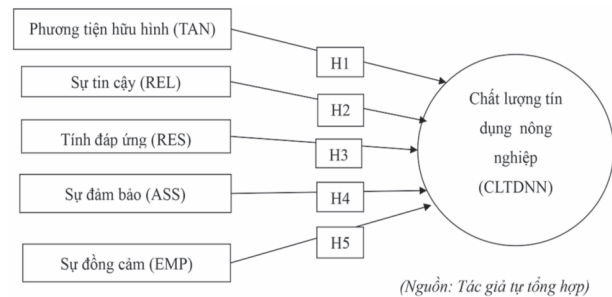 Phương tiện hữu hình (TAN)
H1
Sự tin cậy (REL)
H2
Tính đáp ứng (RES)
H3
Sự đảm bảo (ASS)
H4
Sự đồng cảm (EMP)
H5
Chất lượng tín
dụng nông
nghiệp
(CLTDNN)
(Nguồn: Tác giả tự tổng hợp)